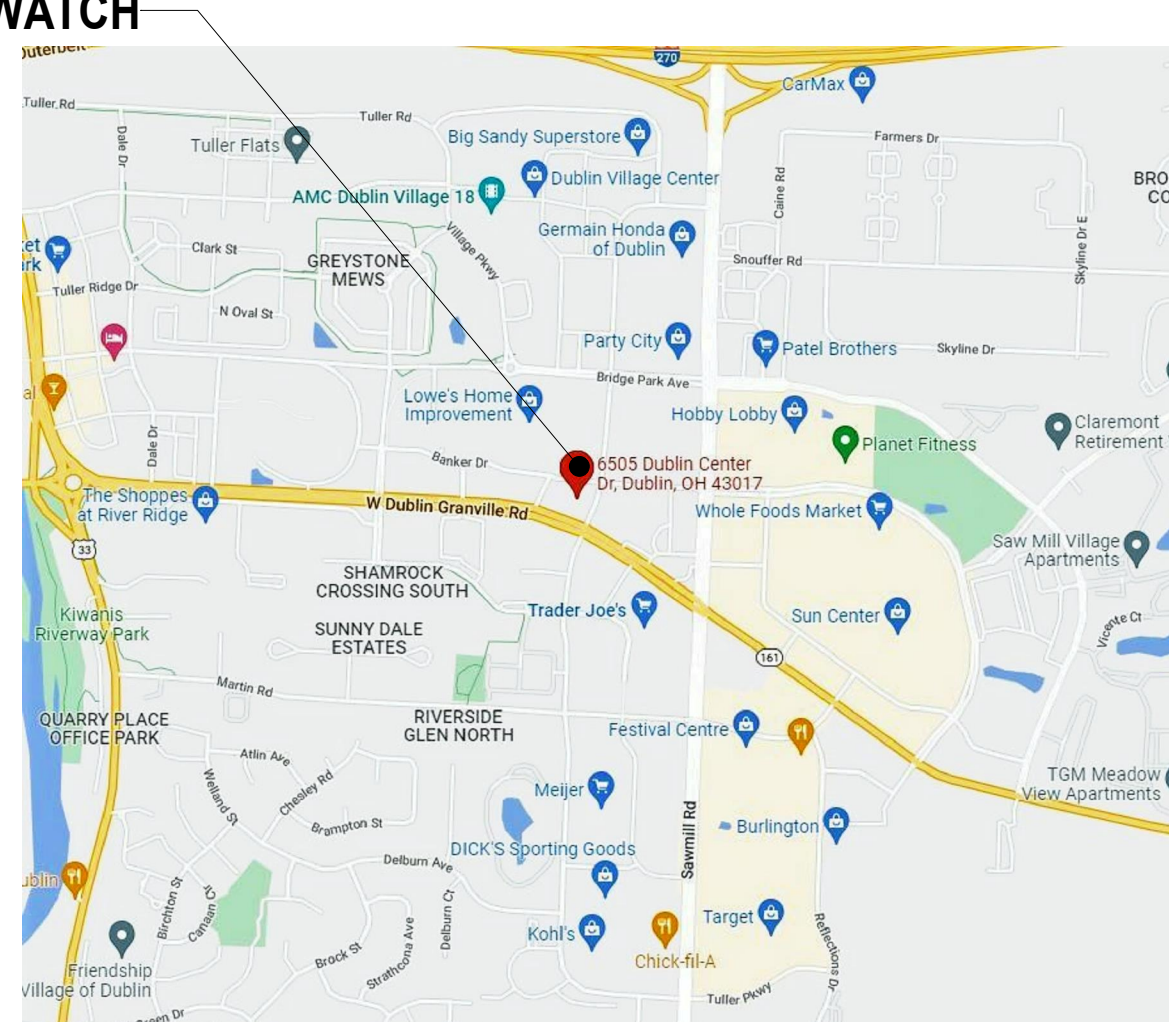 WATCH
Outerbelt
270
CarMax
Tuller Rd
Tuller Rd
Dale Dr
Tuller Flats
Big Sandy Superstore
Farmers Dr
Dublin Village Center
AMC Dublin Village 18
Caine Rd
Skyline Dr E
Village Pkwy
Germain Honda
of Dublin
Clark St
GREYSTONE
MEWS
Snouffer Rd
Tuller Ridge Dr
N Oval St
Party City
Patel Brothers
Skyline Dr
Bridge Park Ave
Lowe's Home
Improvement
Hobby Lobby
Planet Fitness
Claremont
Retirement
Dale Dr
Banker Dr
6505 Dublin Center
Dr, Dublin, OH 43017
The Shoppes
at River Ridge
W Dublin Granville Rd
Whole Foods Market
33
Saw Mill Village
Apartments
SHAMROCK
CROSSING SOUTH
Kiwanis
Riverway Park
Trader Joe's
Sun Center
Vicente Ct
SUNNY DALE
ESTATES
161
Martin Rd
QUARRY PLACE
OFFICE PARK
RIVERSIDE
GLEN NORTH
Festival Centre
Atlin Ave
Welland St
Chesley Rd
Brampton St
Meijer
TGM Meadow
View Apartments
Sawmill Rd
Burlington
DICK'S Sporting Goods
Delburn Ave
Birchton St
Canaan Ct
Delburn Ct
Target
Reflections Dr
Kohl's
Strathcona Ave
Brock St
Chick-fil-A
Friendship
Village of Dublin
Tuller Pkwy